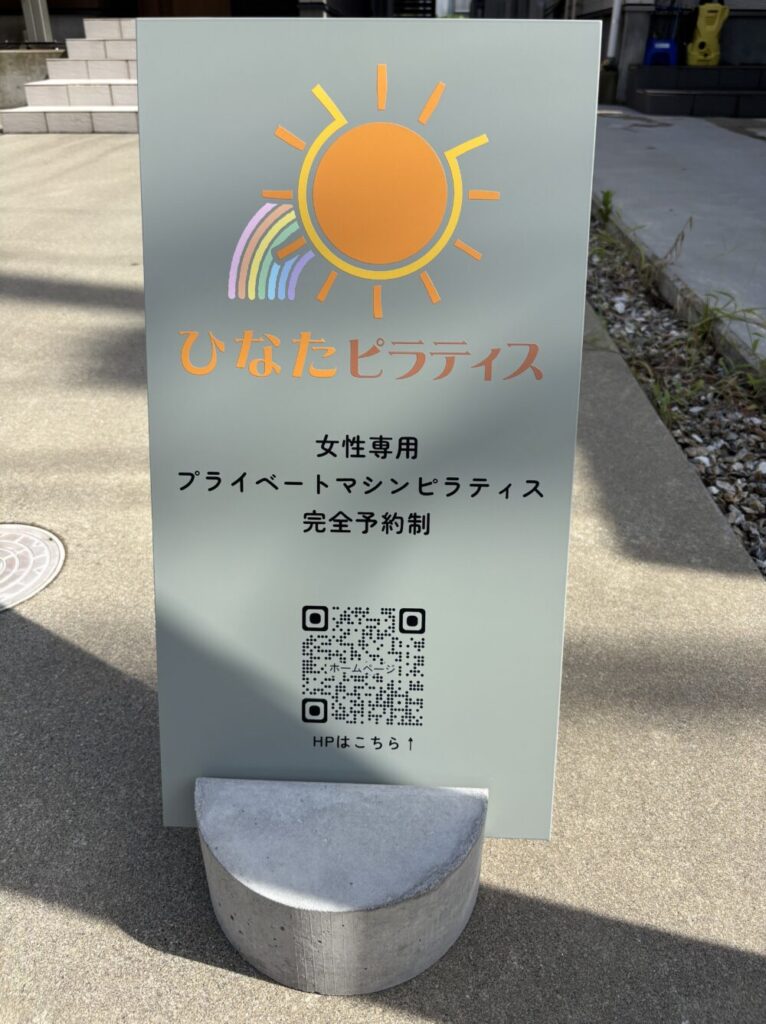 ひなたピラティス
女性専用
プライベートマシンピラティス
完全予約制
ホームページ
HPはこちら↑